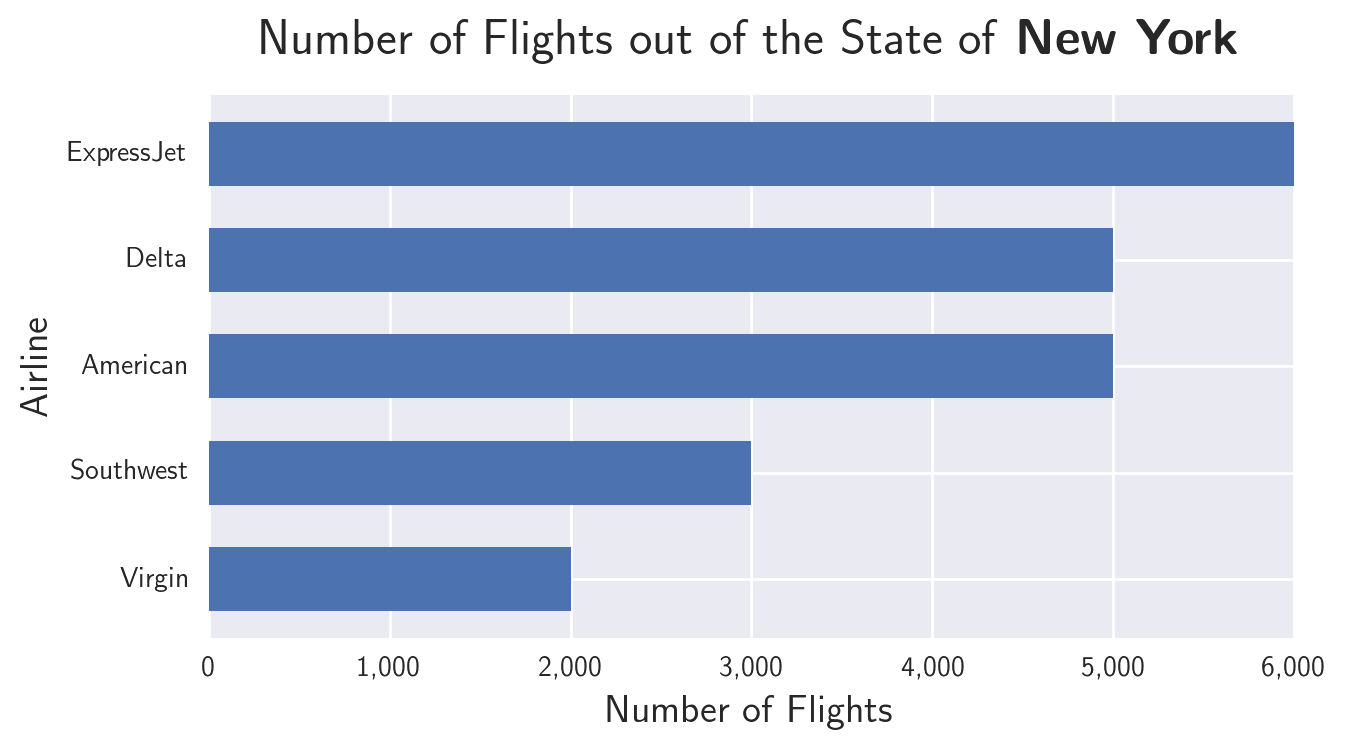 Number of Flights out of the State of New York
ExpressJet
Delta
American
Southwest
Virgin
Airline
0 1,000 2,000 3,000 4,000 5,000 6,000
Number of Flights